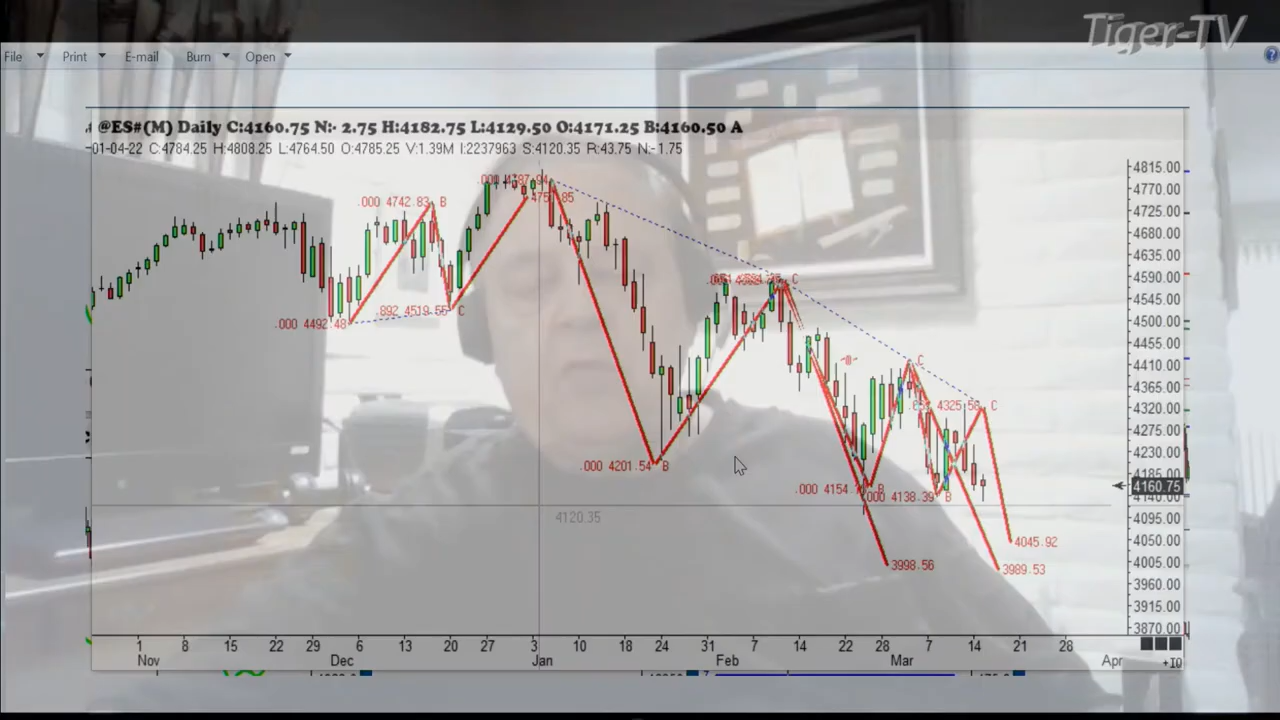 Tiger-TV
File Print E-mail Burn Open
@ES#(M) Daily C:4160.75 N:- 2.75 H:4182.75 L:4129.50 O:4171.25 B:4160.50 A
-01-04-22 C:4784.25 H:4808.25 L:4764.50 O:4785.25 V:1.39M I:2237963 S:4120.35 R:43.75 N:-1.75
4815.00
4770.00
4725.00
4680.00
4635.00
4590.00
4545.00
4500.00
4455.00
4410.00
4365.00
4320.00
4275.00
4230.00
4185.00
4160.75
4140.00
4095.00
4050.00
4005.00
3960.00
3915.00
3870.00
.000 4742.83 B
.892 4519.55 C
.000 4492.48
.000 4201.54 B
C
C
4325.56 C
.000 4154
B
.000 4138.39 B
4120.35
4045.92
3998.56
3989.53
1 8 15 22 29 6 13 20 27 3 10 18 24 31 7 14 22 28 7 14 21 28
Nov Dec Jan Feb Mar Apr
+10